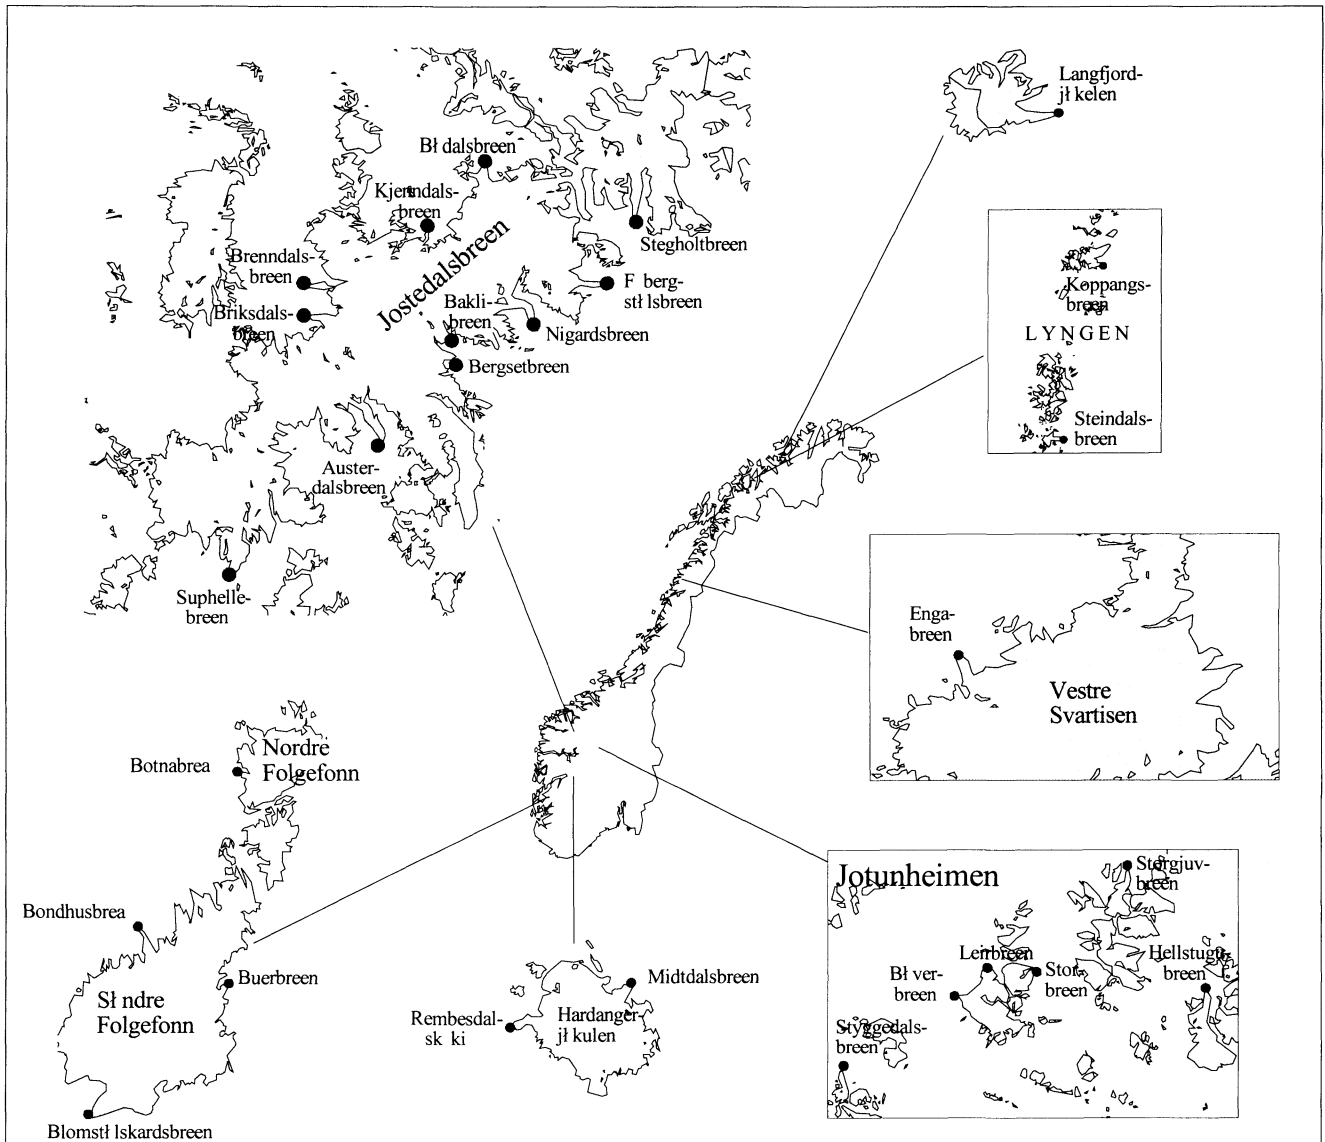 Langfjord-
jł kelen
Bł dalsbreen
Kjenndals-
breen
Stegholtbreen
Brenndals-
breen
Jostedalsbreen
F bergstł lsbreen
F berg-
stł lsbreen
Briksdals-
breen
Bakli-
breen
Nigardsbreen
Bergsetbreen
Koppangs-
breen
LYNGEN
Steindals-
breen
Auster-
dalsbreen
Suphelle-
breen
Enga-
breen
Vestre
Svartisen
Nordre
Folgefonn
Botnabrea
Bondhusbrea
Buerbreen
Sł ndre
Folgefonn
Blomstł lskardsbreen
Midtdalsbreen
Rembesdal-
sk ki
Hardanger-
jł kulen
Jotunheimen
Storgjuv-
breen
Leirbreen
Hellstugu-
breen
Bł ver-
breen
Stor-
breen
Styggedals-
breen